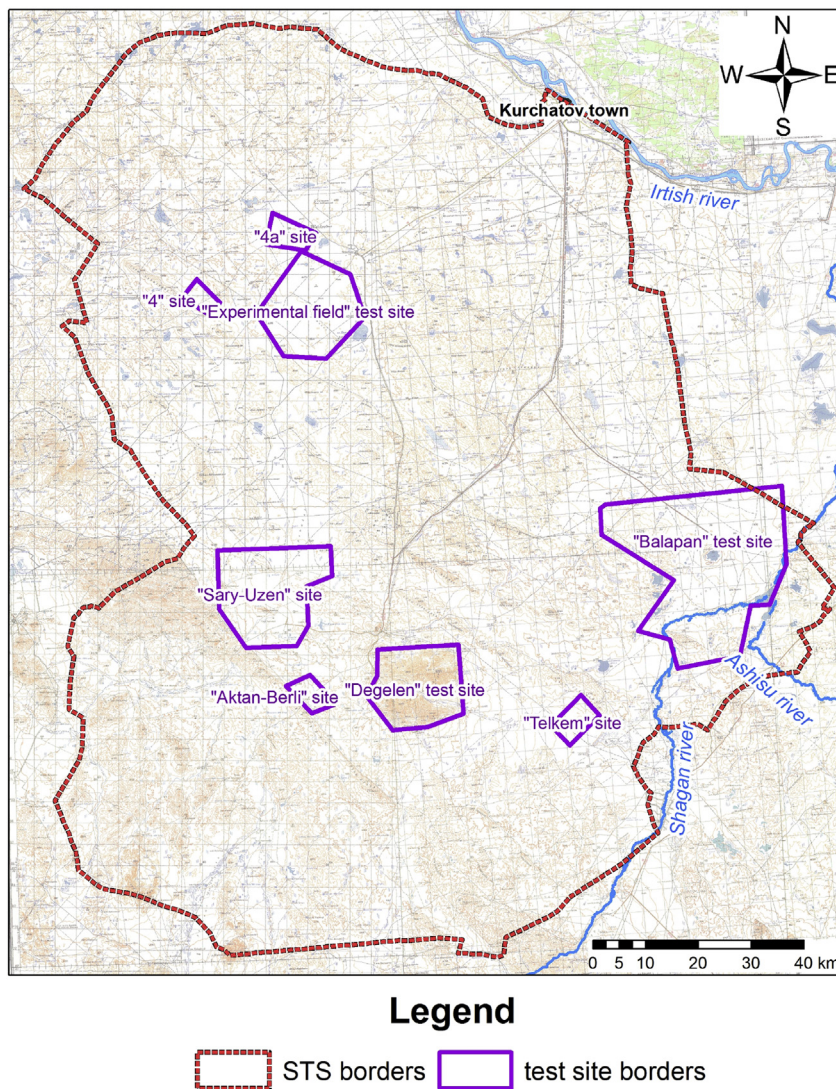 N
W E
S
Kurchatov town
Irtish river
"4a" site
"4" site
"Experimental field" test site
"Balapan" test site
"Sary-Uzen" site
Ashisu river
"Aktan-Berli" site
"Degelen" test site
"Telkem" site
Shagan river
0 5 10 20 30 40 km
Legend
STS borders
test site borders